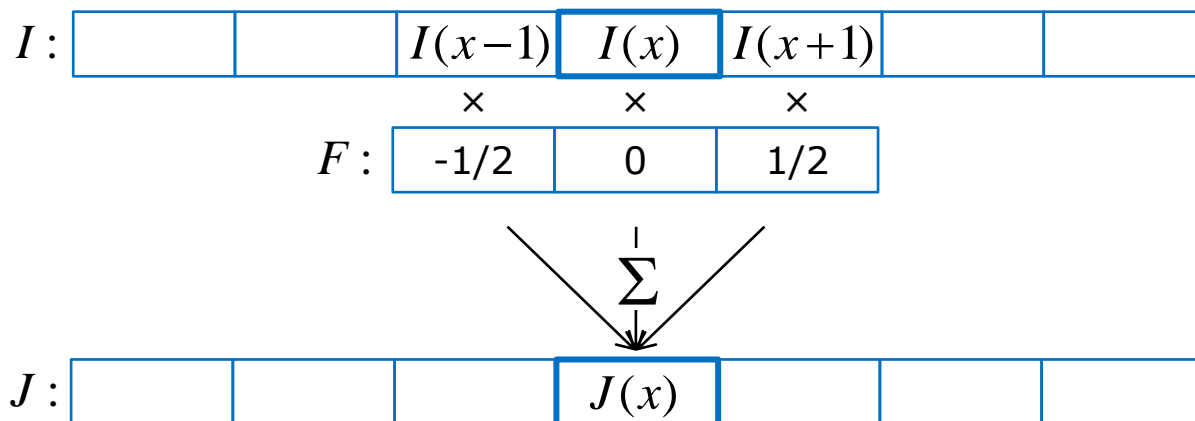 I : I(x−1) I(x) I(x+1)
× × ×
F : -1/2 0 1/2
Σ
J : J(x)